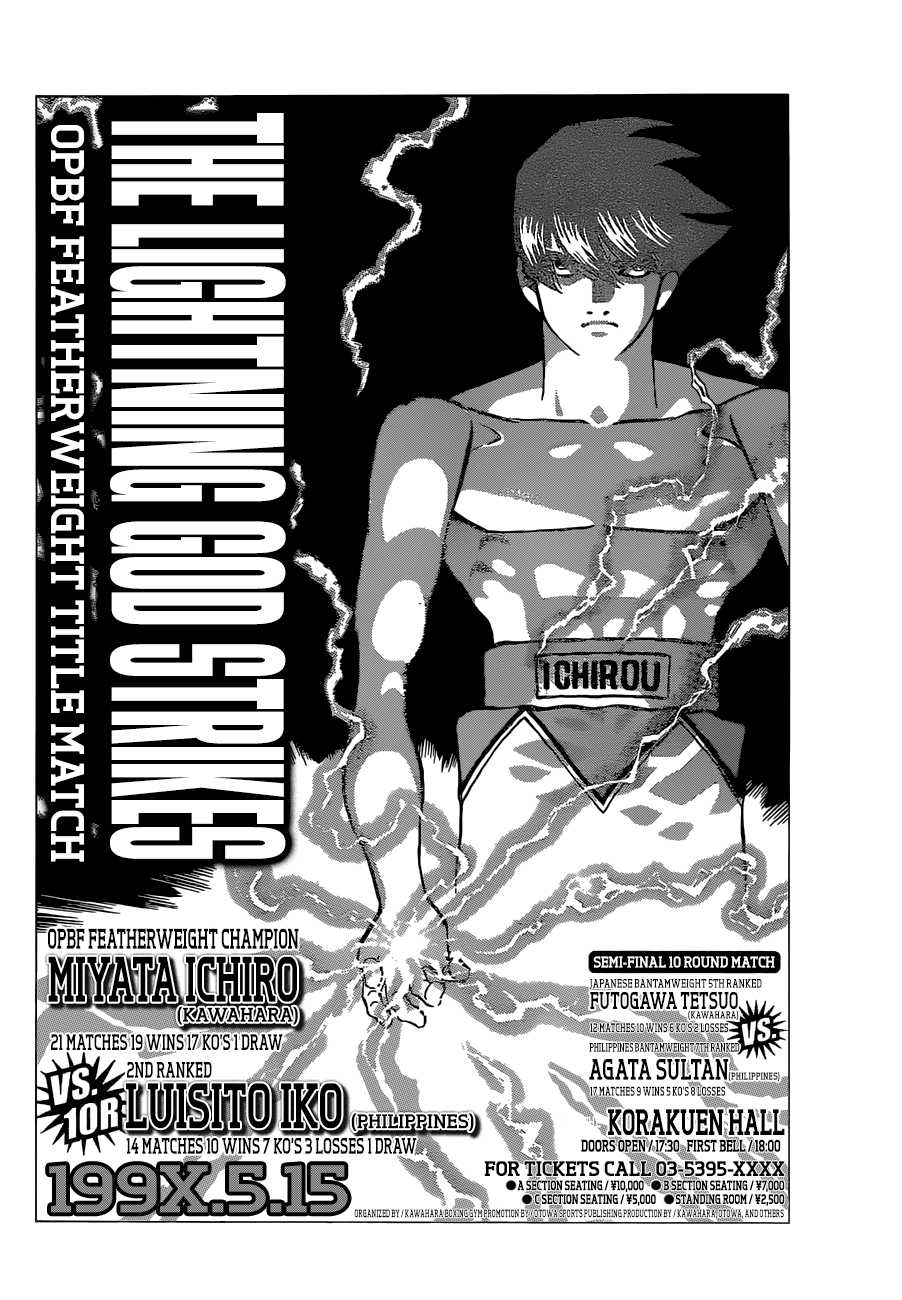 THE LIGHTNING GOD STRIKES
OPBF FEATHERWEIGHT TITLE MATCH
ICHIROU
OPBF FEATHERWEIGHT CHAMPION
MIYATA ICHIRO
(KAWAHARA)
21 MATCHES 19 WINS 17 KO'S 1 DRAW
VS.
10R
2ND RANKED
LUISITO IKO (PHILIPPINES)
14 MATCHES 10 WINS 7 KO'S 3 LOSSES 1 DRAW
199X.5.15
SEMI-FINAL 10 ROUND MATCH
JAPANESE BANTAMWEIGHT 5TH RANKED
FUTOGAWA TETSUO
(KAWAHARA)
12 MATCHES 10 WINS 6 KO'S 2 LOSSES
VS.
PHILIPPINES BANTAMWEIGHT 7TH RANKED
AGATA SULTAN (PHILIPPINES)
17 MATCHES 9 WINS 5 KO'S 8 LOSSES
KORAKUEN HALL
DOORS OPEN / 17:30 FIRST BELL / 18:00
FOR TICKETS CALL 03-5395-XXXX
●A SECTION SEATING / ¥10,000 ●B SECTION SEATING / ¥7,000
●C SECTION SEATING / ¥5,000 ●STANDING ROOM / ¥2,500
ORGANIZED BY / KAWAHARA BOXING GYM PROMOTION BY / OTOWA SPORTS PUBLISHING PRODUCTION BY / KAWAHARA, OTOWA, AND OTHERS